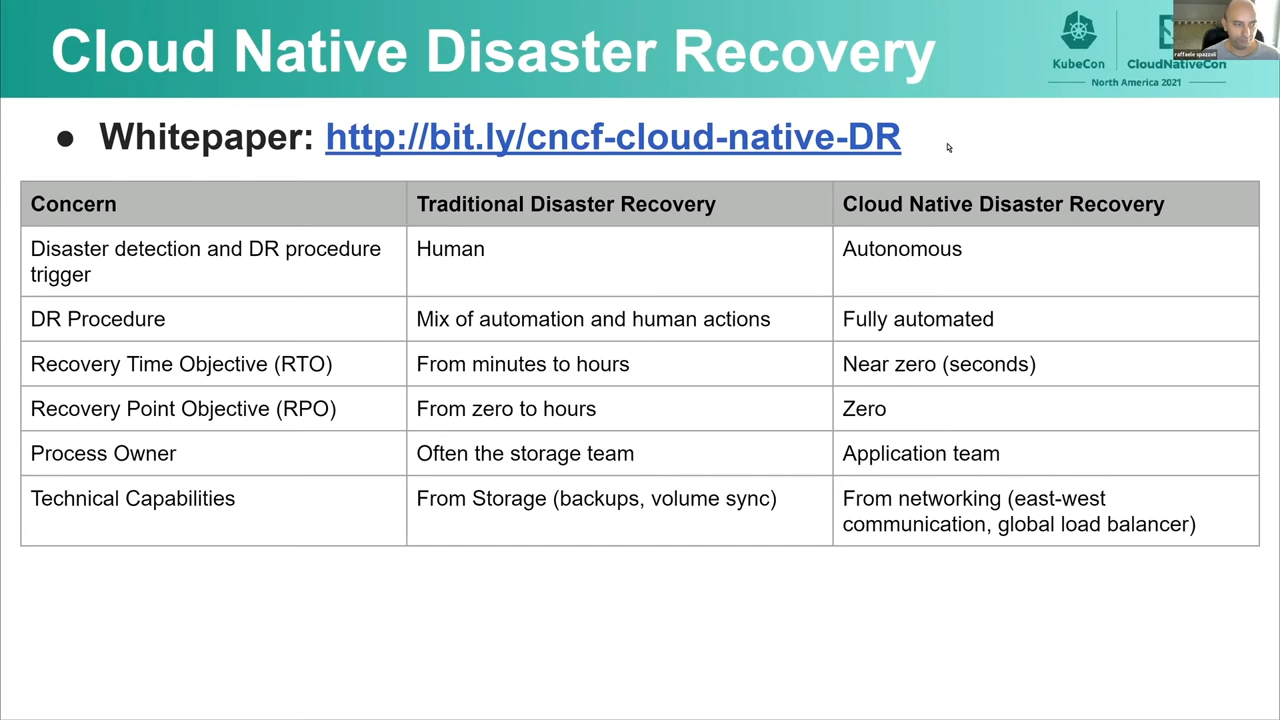 Cloud Native Disaster Recovery
KubeCon
CloudNativeCon
North America 2021
raffaele spazzoli
● Whitepaper: http://bit.ly/cncf-cloud-native-DR
Concern
Traditional Disaster Recovery
Cloud Native Disaster Recovery
Disaster detection and DR procedure
trigger
Human
Autonomous
DR Procedure
Mix of automation and human actions
Fully automated
Recovery Time Objective (RTO)
From minutes to hours
Near zero (seconds)
Recovery Point Objective (RPO)
From zero to hours
Zero
Process Owner
Often the storage team
Application team
Technical Capabilities
From Storage (backups, volume sync)
From networking (east-west
communication, global load balancer)